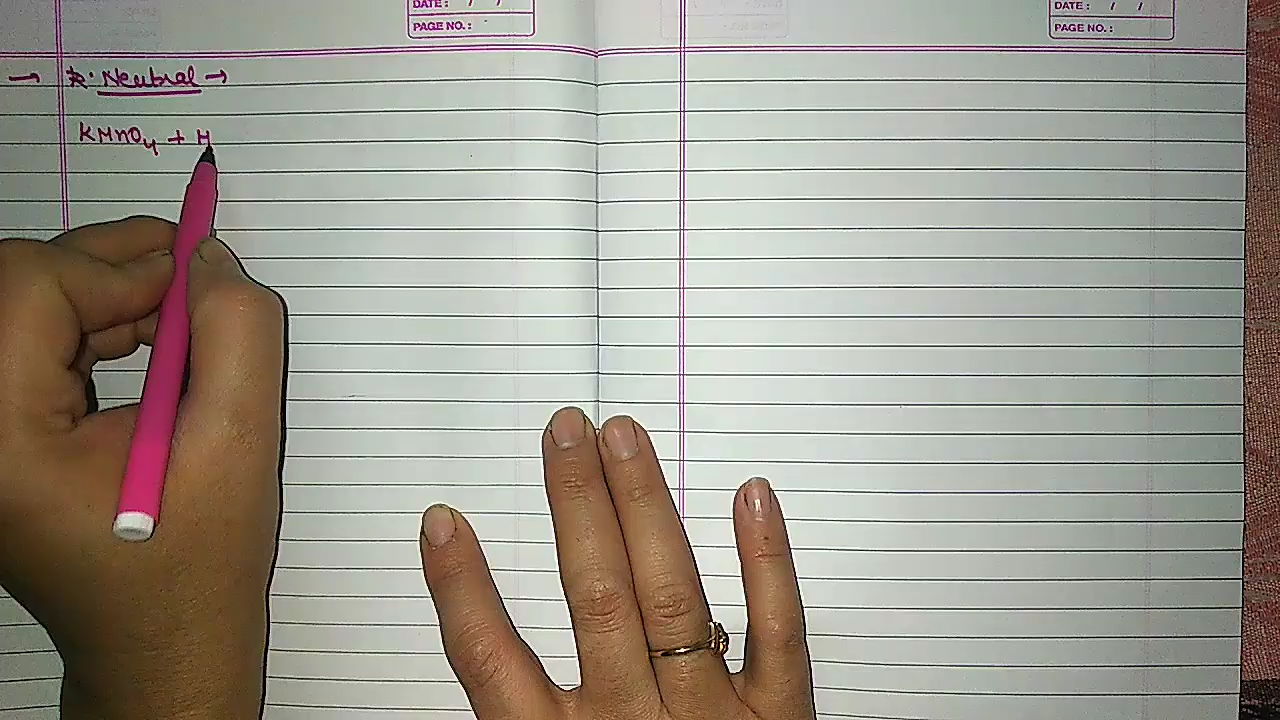 DATE : / /
PAGE NO. :
DATE : / /
PAGE NO. :
→ * Neutral →
KMnO₄ + H